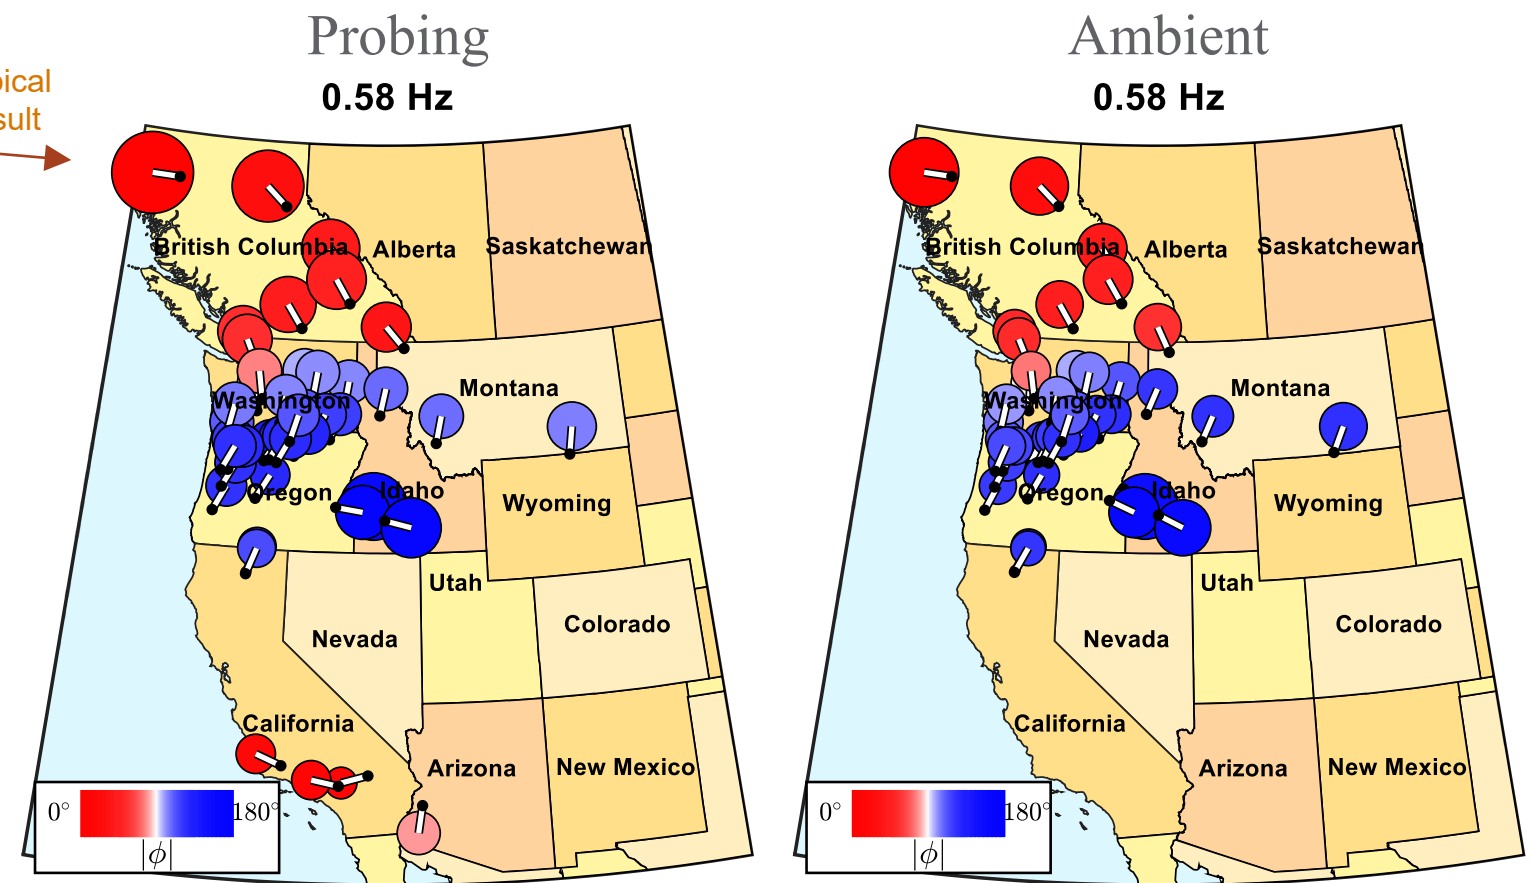 Probing
Ambient
0.58 Hz
0.58 Hz
British Columbia
Alberta
Saskatchewan
Montana
Washington
Oregon
Idaho
Wyoming
Utah
Colorado
Nevada
California
Arizona
New Mexico
0°
180°
|ϕ|
British Columbia
Alberta
Saskatchewan
Montana
Washington
Oregon
Idaho
Wyoming
Utah
Colorado
Nevada
California
Arizona
New Mexico
0°
180°
|ϕ|